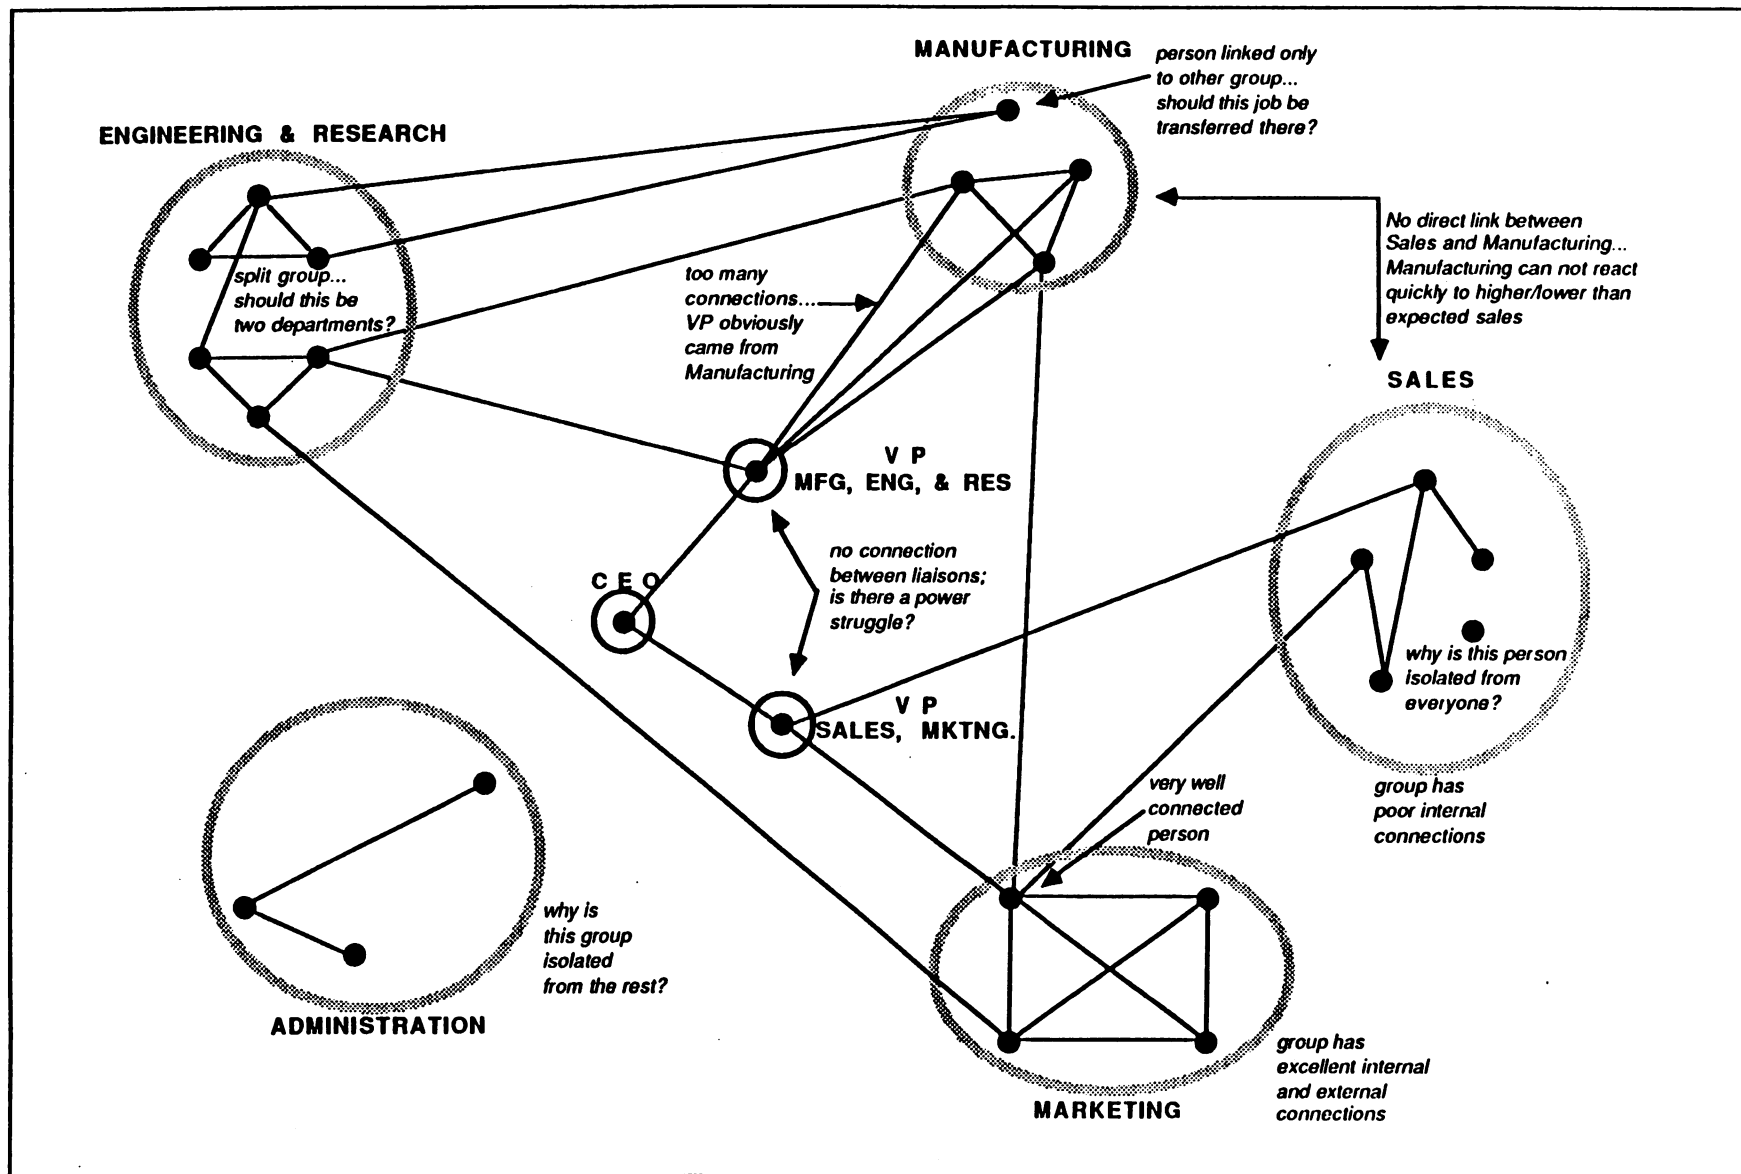 MANUFACTURING
person linked only
to other group...
should this job be
transferred there?
ENGINEERING & RESEARCH
split group...
should this be
two departments?
too many
connections...
VP obviously
came from
Manufacturing
No direct link between
Sales and Manufacturing...
Manufacturing can not react
quickly to higher/lower than
expected sales
SALES
V P
MFG, ENG, & RES
no connection
between liaisons;
is there a power
struggle?
C E O
why is this person
isolated from
everyone?
V P
SALES, MKTNG.
group has
poor internal
connections
very well
connected
person
why is
this group
isolated
from the rest?
ADMINISTRATION
group has
excellent internal
and external
connections
MARKETING